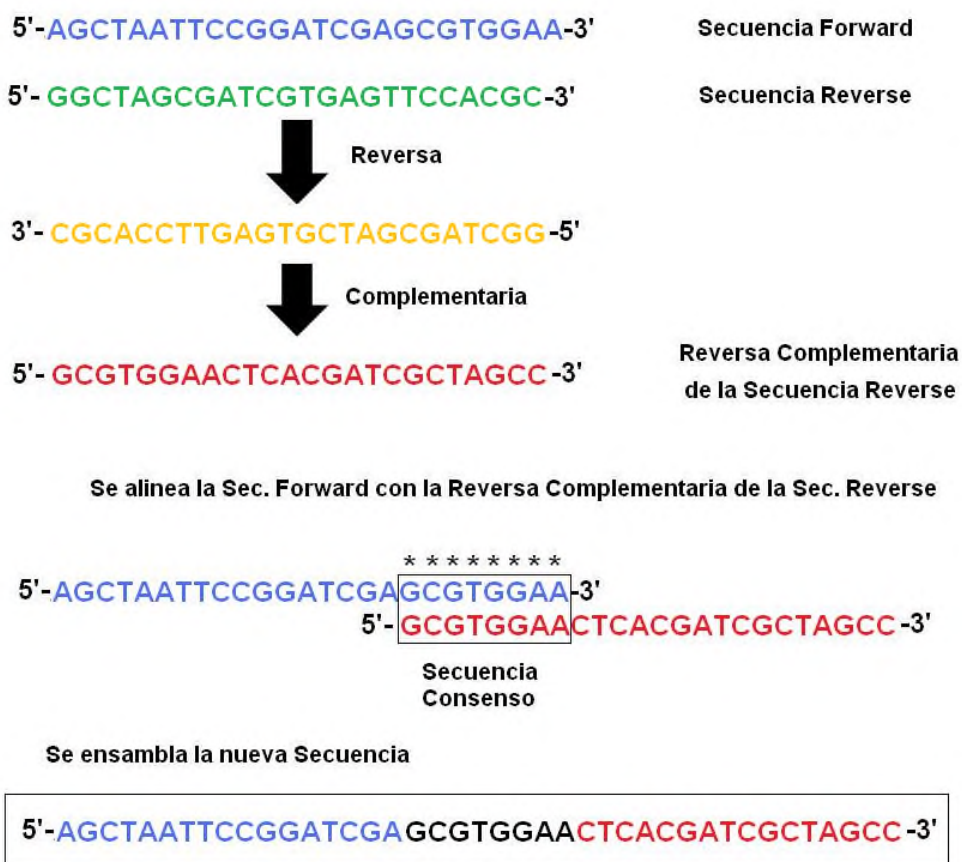 5'-AGCTAATTCCGGATCGAGCGTGGAA-3' Secuencia Forward
5'- GGCTAGCGATCGTGAGTTCCACGC-3' Secuencia Reverse
Reversa
3'- CGCACCTTGAGTGCTAGCGATCGG-5'
Complementaria
5'- GCGTGGAACTCACGATCGCTAGCC-3' Reversa Complementaria
de la Secuencia Reverse
Se alinea la Sec. Forward con la Reversa Complementaria de la Sec. Reverse
* * * * * * * *
5'-AGCTAATTCCGGATCGAGCGTGGAA-3'
5'- GCGTGGAACTCACGATCGCTAGCC-3'
Secuencia
Consenso
Se ensambla la nueva Secuencia
5'-AGCTAATTCCGGATCGAGCGTGGAACTCACGATCGCTAGCC-3'